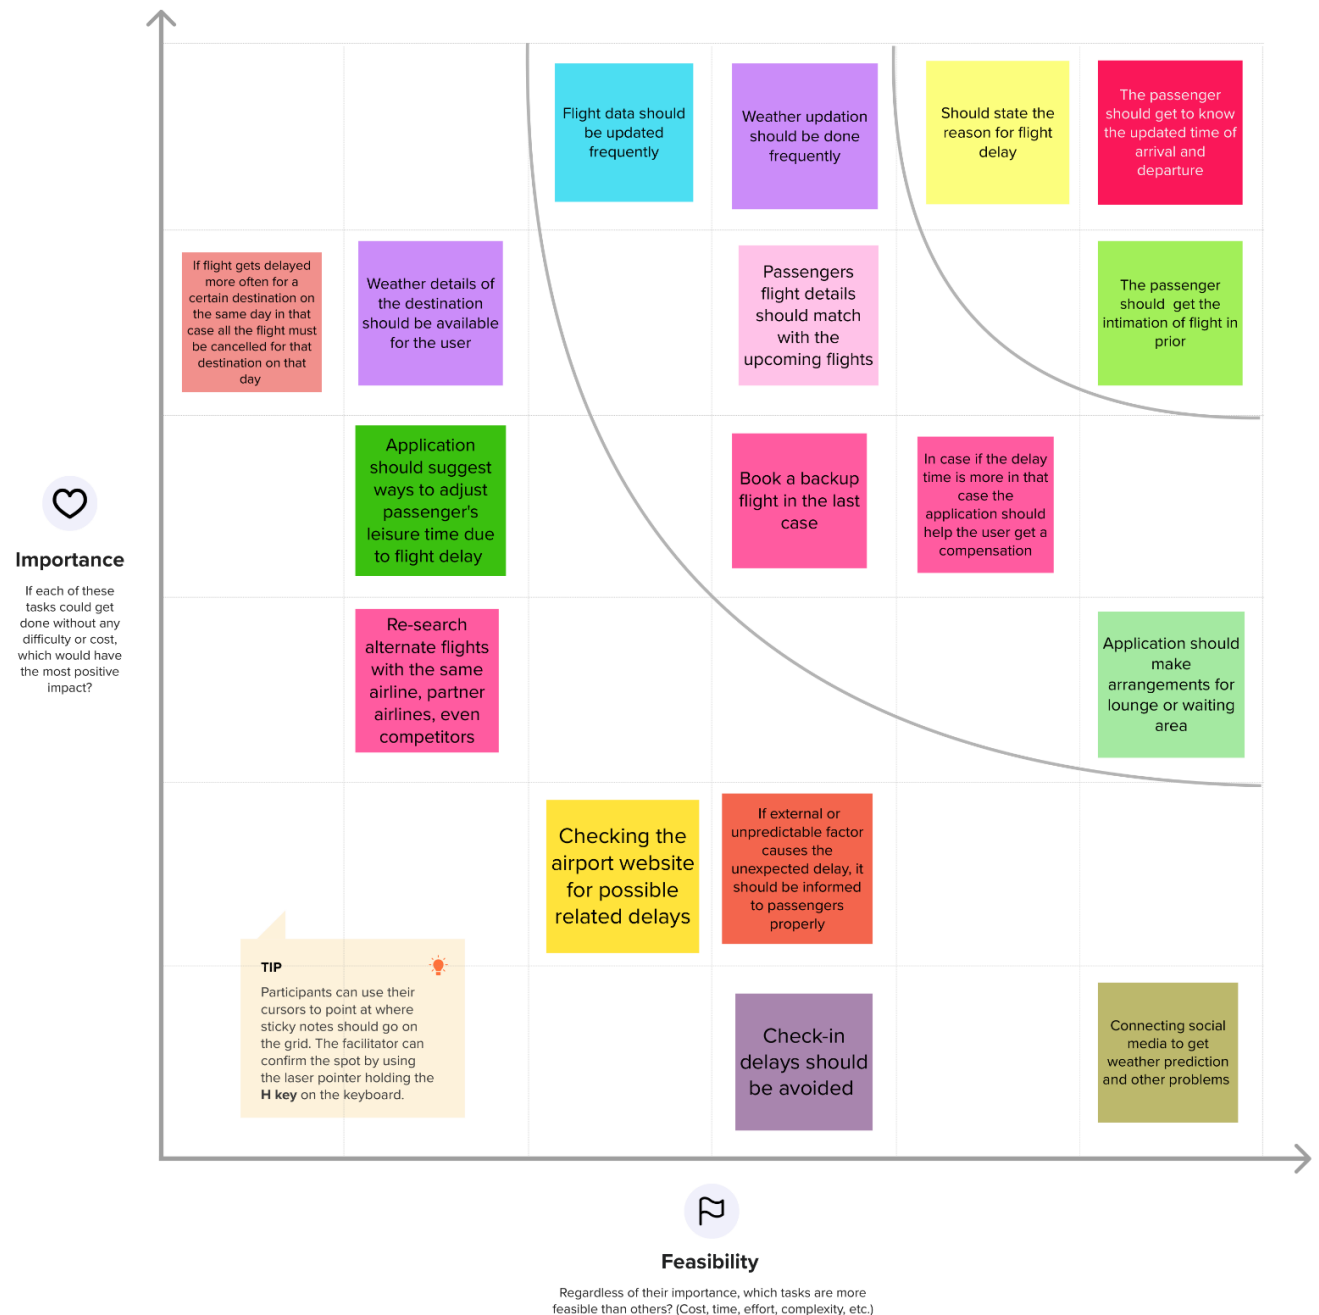 Flight data should
be updated
frequently
Weather updation
should be done
frequently
Should state the
reason for flight
delay
The passenger
should get to know
the updated time of
arrival and
departure
If flight gets delayed
more often for a
certain destination on
the same day in that
case all the flight must
be cancelled for that
destination on that
day
Weather details of
the destination
should be available
for the user
Passengers
flight details
should match
with the
upcoming flights
The passenger
should get the
intimation of flight in
prior
Application
should suggest
ways to adjust
passenger's
leisure time due
to flight delay
Book a backup
flight in the last
case
In case if the delay
time is more in that
case the
application should
help the user get a
compensation
Importance
If each of these
tasks could get
done without any
difficulty or cost,
which would have
the most positive
impact?
Re-search
alternate flights
with the same
airline, partner
airlines, even
competitors
Application should
make
arrangements for
lounge or waiting
area
Checking the
airport website
for possible
related delays
If external or
unpredictable factor
causes the
unexpected delay, it
should be informed
to passengers
properly
TIP
Participants can use their
cursors to point at where
sticky notes should go on
the grid. The facilitator can
confirm the spot by using
the laser pointer holding the
H key on the keyboard.
Check-in
delays should
be avoided
Connecting social
media to get
weather prediction
and other problems
Feasibility
Regardless of their importance, which tasks are more
feasible than others? (Cost, time, effort, complexity, etc.)